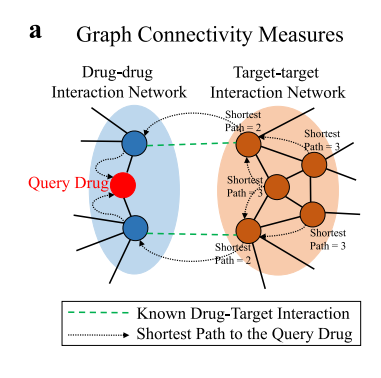 a Graph Connectivity Measures
Drug-drug
Interaction Network
Target-target
Interaction Network
Shortest
Path = 2
Shortest
Path = 3
Query Drug
Shortest
Path = 3
Shortest
Path = 2
Shortest
Path = 3
Known Drug-Target Interaction
Shortest Path to the Query Drug